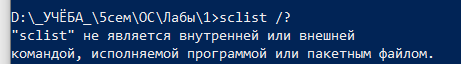 D:\_УЧЁБА_\5сем\ОС\Лабы\1>sclist /?
"sclist" не является внутренней или внешней
командой, исполняемой программой или пакетным файлом.